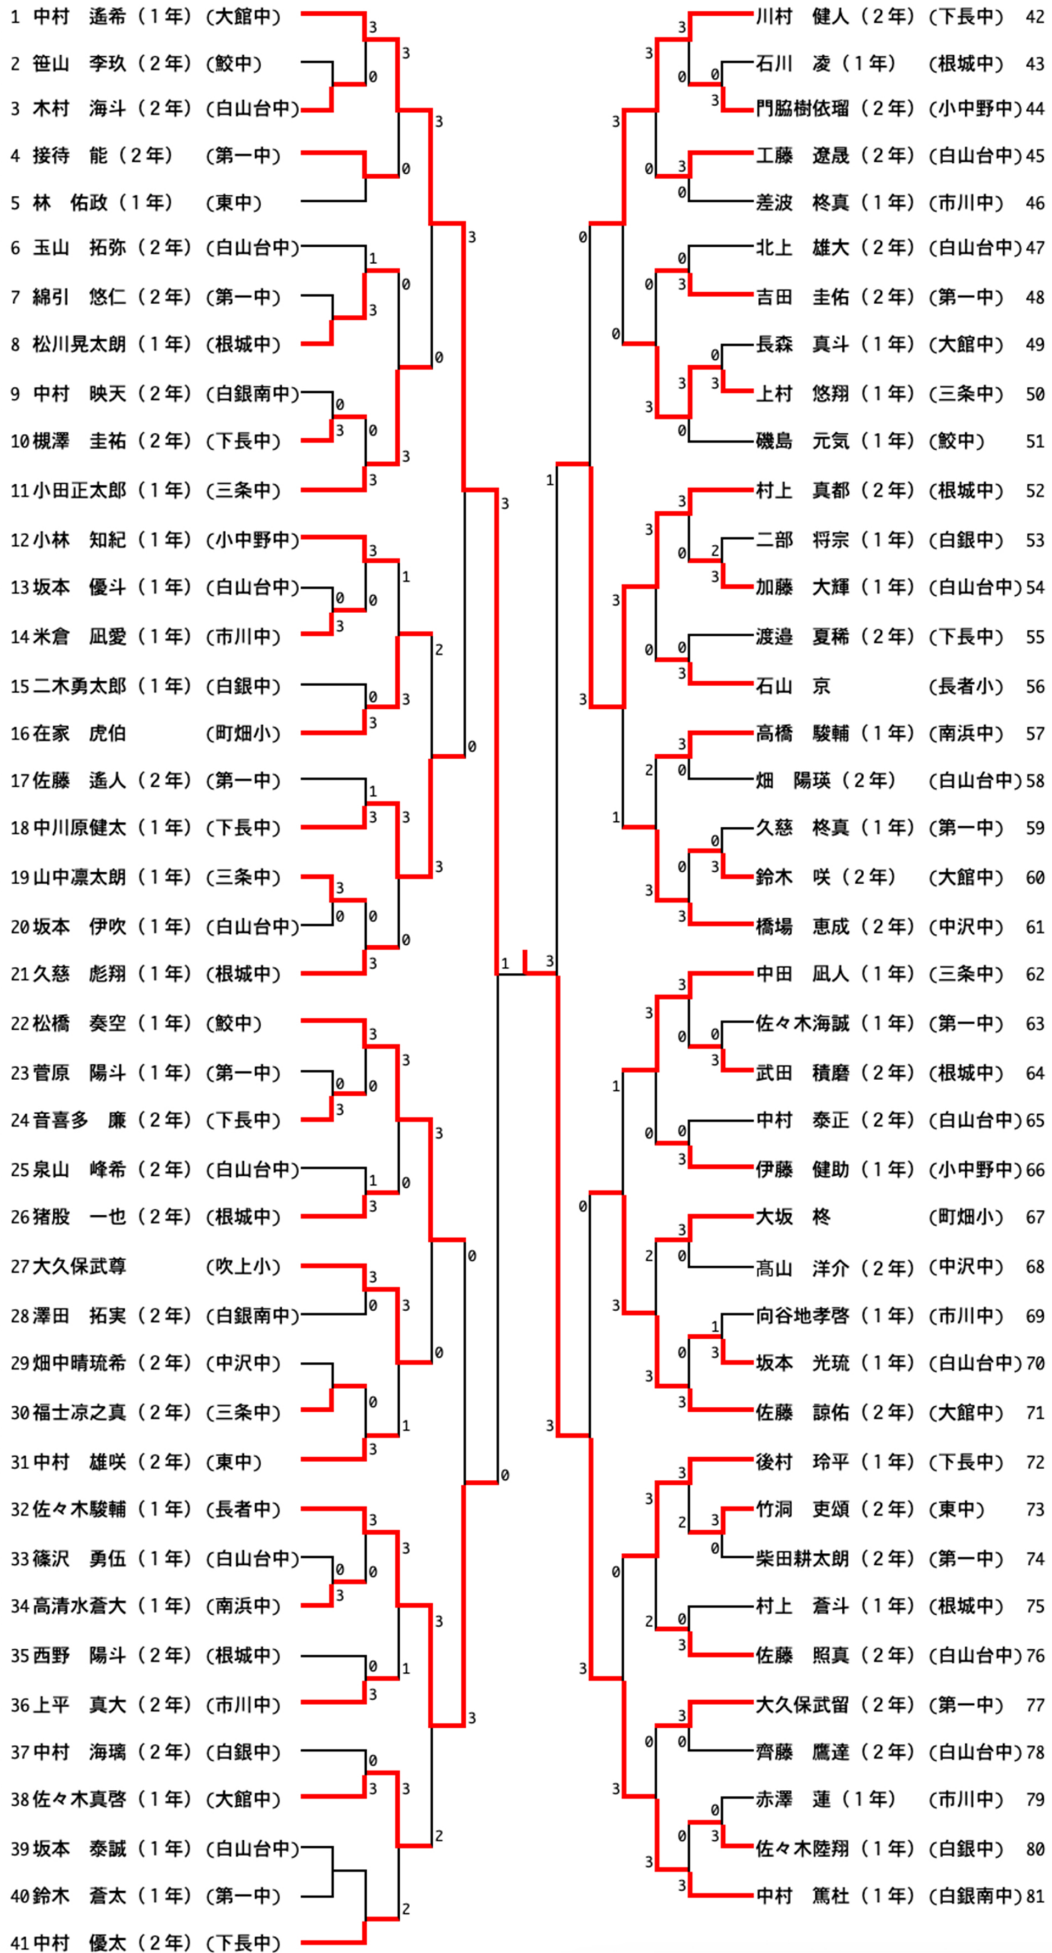 1 中村　遙希（１年）(大館中)
2 笹山　李玖（２年）(鮫中)
3 木村　海斗（２年）(白山台中)
4 接待　能（２年）　(第一中)
5 林　佑政（１年）　(東中)
6 玉山　拓弥（２年）(白山台中)
7 綿引　悠仁（２年）(第一中)
8 松川晃太朗（１年）(根城中)
9 中村　映天（２年）(白銀南中)
10 槻澤　圭祐（２年）(下長中)
11 小田正太郎（１年）(三条中)
12 小林　知紀（１年）(小中野中)
13 坂本　優斗（１年）(白山台中)
14 米倉　凪愛（１年）(市川中)
15 二木勇太郎（１年）(白銀中)
16 在家　虎伯　(町畑小)
17 佐藤　遙人（２年）(第一中)
18 中川原健太（１年）(下長中)
19 山中凛太朗（１年）(三条中)
20 坂本　伊吹（１年）(白山台中)
21 久慈　彪翔（１年）(根城中)
22 松橋　奏空（１年）(鮫中)
23 菅原　陽斗（１年）(第一中)
24 音喜多　廉（２年）(下長中)
25 泉山　峰希（２年）(白山台中)
26 猪股　一也（２年）(根城中)
27 大久保武尊　(吹上小)
28 澤田　拓実（２年）(白銀南中)
29 畑中晴琉希（２年）(中沢中)
30 福士凉之真（２年）(三条中)
31 中村　雄咲（２年）(東中)
32 佐々木駿輔（１年）(長者中)
33 篠沢　勇伍（１年）(白山台中)
34 高清水蒼大（１年）(南浜中)
35 西野　陽斗（２年）(根城中)
36 上平　真大（２年）(市川中)
37 中村　海璃（２年）(白銀中)
38 佐々木真啓（１年）(大館中)
39 坂本　泰誠（１年）(白山台中)
40 鈴木　蒼太（１年）(第一中)
41 中村　優太（２年）(下長中)
川村　健人（２年）(下長中) 42
石川　凌（１年）　(根城中) 43
門脇樹依瑠（２年）(小中野中) 44
工藤　遼晟（２年）(白山台中) 45
差波　柊真（１年）(市川中) 46
北上　雄大（２年）(白山台中) 47
吉田　圭佑（２年）(第一中) 48
長森　真斗（１年）(大館中) 49
上村　悠翔（１年）(三条中) 50
磯島　元気（１年）(鮫中) 51
村上　真都（２年）(根城中) 52
二部　将宗（１年）(白銀中) 53
加藤　大輝（１年）(白山台中) 54
渡邉　夏稀（２年）(下長中) 55
石山　京　(長者小) 56
高橋　駿輔（１年）(南浜中) 57
畑　陽瑛（２年）　(白山台中) 58
久慈　柊真（１年）(第一中) 59
鈴木　咲（２年）　(大館中) 60
橋場　恵成（２年）(中沢中) 61
中田　凪人（１年）(三条中) 62
佐々木海誠（１年）(第一中) 63
武田　積磨（２年）(根城中) 64
中村　泰正（２年）(白山台中) 65
伊藤　健助（１年）(小中野中) 66
大坂　柊　(町畑小) 67
髙山　洋介（２年）(中沢中) 68
向谷地孝啓（１年）(市川中) 69
坂本　光琉（１年）(白山台中) 70
佐藤　諒佑（２年）(大館中) 71
後村　玲平（１年）(下長中) 72
竹洞　吏頌（２年）(東中) 73
柴田耕太朗（２年）(第一中) 74
村上　蒼斗（１年）(根城中) 75
佐藤　照真（２年）(白山台中) 76
大久保武留（２年）(第一中) 77
齊藤　鷹達（２年）(白山台中) 78
赤澤　蓮（１年）　(市川中) 79
佐々木陸翔（１年）(白銀中) 80
中村　篤杜（１年）(白銀南中) 81